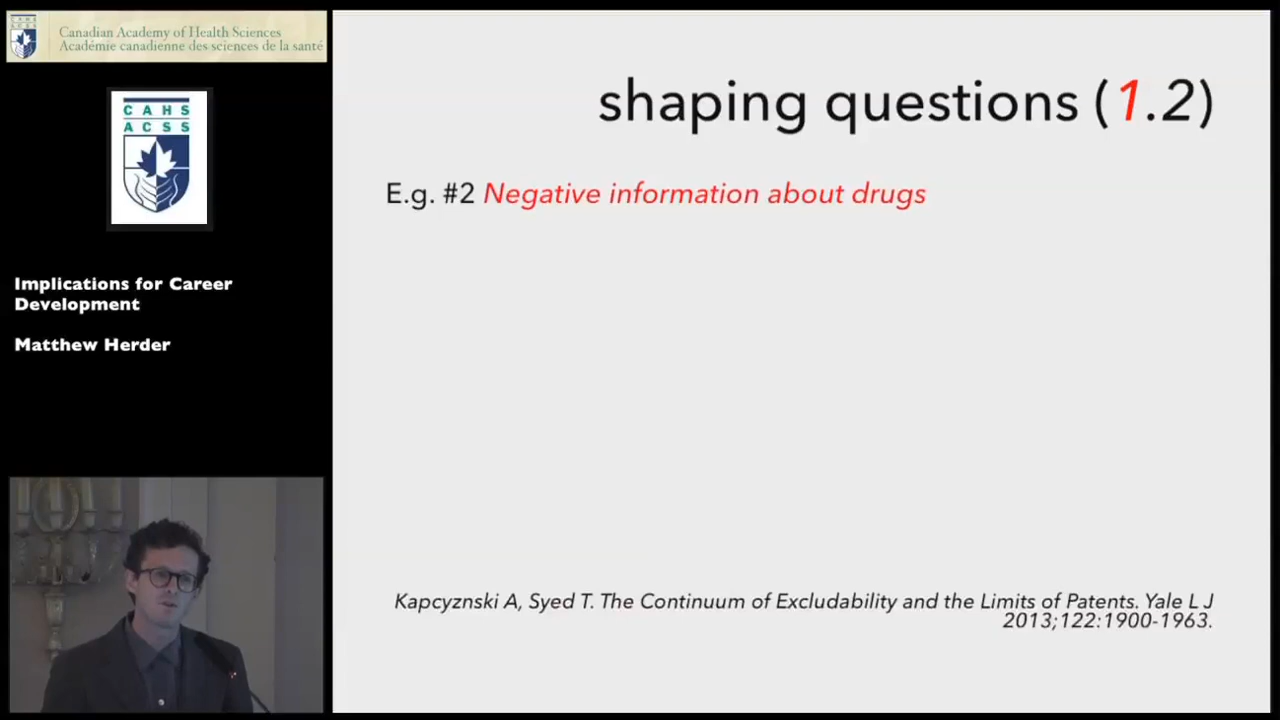 Canadian Academy of Health Sciences
Académie canadienne des sciences de la santé
CAHS
ACSS
Implications for Career
Development
Matthew Herder
shaping questions (1.2)
E.g. #2 Negative information about drugs
Kapcyznski A, Syed T. The Continuum of Excludability and the Limits of Patents. Yale L J
2013;122:1900-1963.